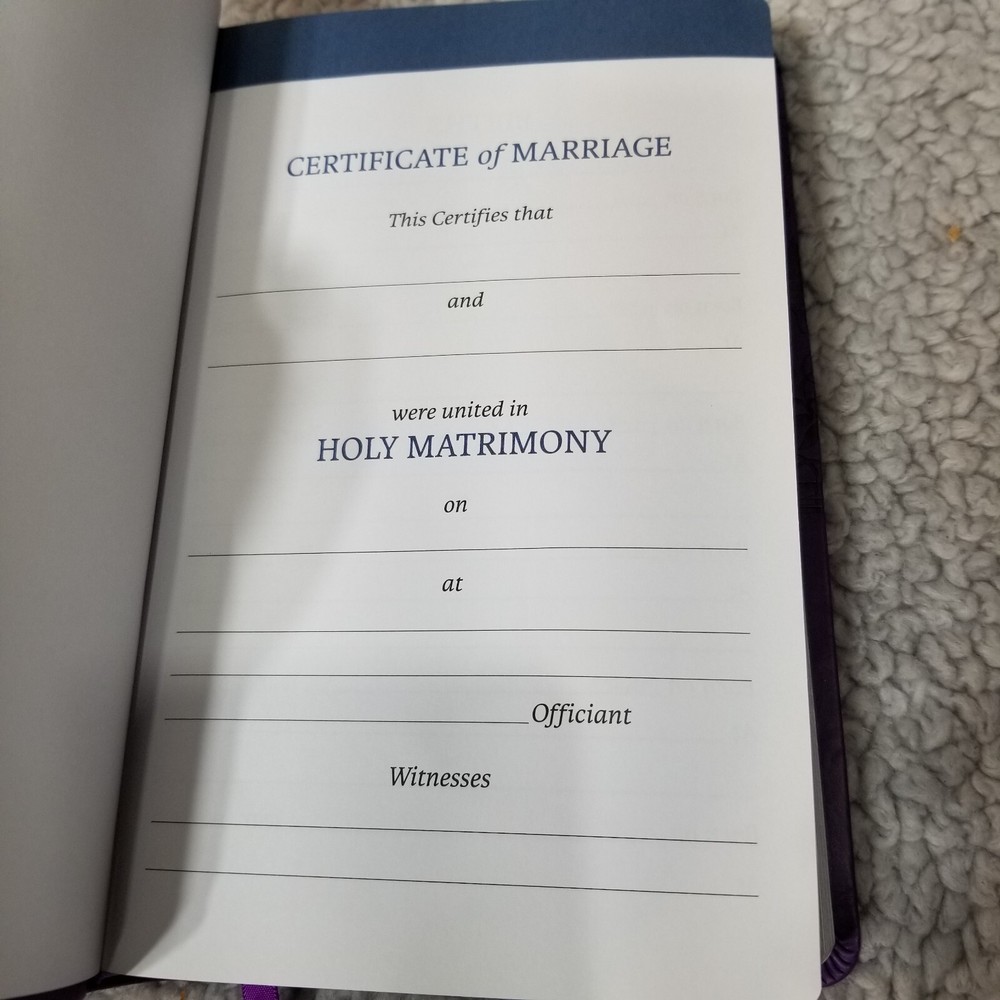 CERTIFICATE of MARRIAGE
This Certifies that
and
were united in
HOLY MATRIMONY
on
at
Officiant
Witnesses